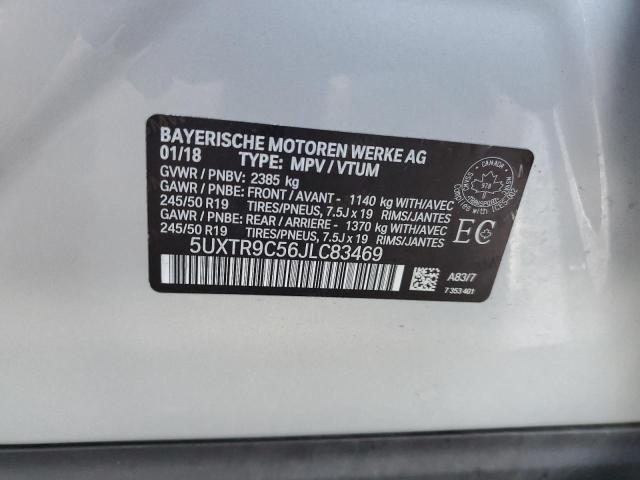 BAYERISCHE MOTOREN WERKE AG
01/18 TYPE: MPV / VTUM
GVWR / PNBV: 2385 kg
GAWR / PNBE: FRONT / AVANT - 1140 kg WITH/AVEC
245/50 R19 TIRES/PNEUS, 7.5J x 19 RIMS/JANTES
GAWR / PNBE: REAR / ARRIERE - 1370 kg WITH/AVEC
245/50 R19 TIRES/PNEUS, 7.5J x 19 RIMS/JANTES
5UXTR9C56JLC83469
CANADA
978
TRANSPORT
EC
A83/7
7 353 401